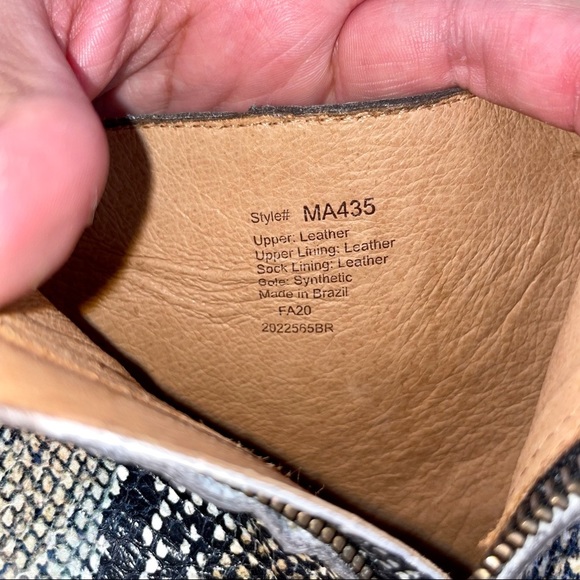 Style# MA435
Upper: Leather
Upper Lining: Leather
Sock Lining: Leather
Sole: Synthetic
Made in Brazil
FA20
2022565BR